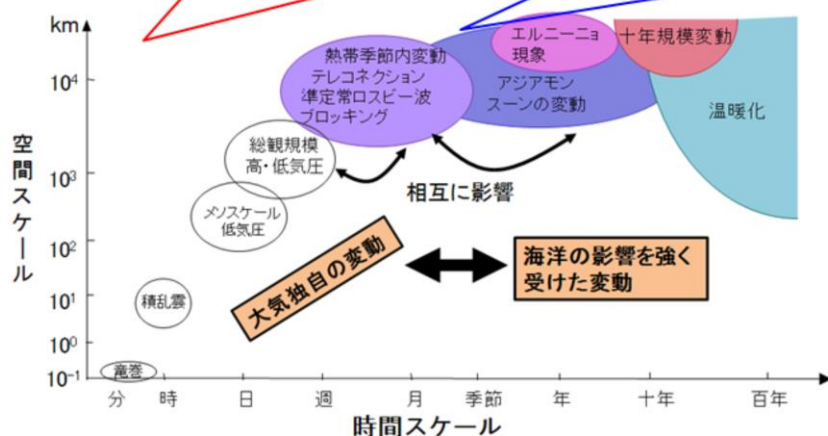 km
10⁴
10³
10²
10¹
10⁰
10⁻¹
空間スケール
熱帯季節内変動
テレコネクション
準定常ロスビー波
ブロッキング
エルニーニョ
現象
十年規模変動
アジアモン
スーンの変動
温暖化
総観規模
高・低気圧
相互に影響
メソスケール
低気圧
大気独自の変動
海洋の影響を強く
受けた変動
積乱雲
竜巻
分 時 日 週 月 季節 年 十年 百年
時間スケール